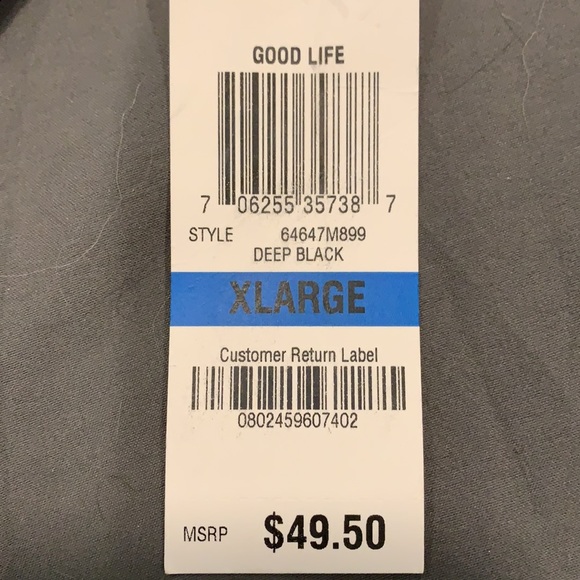 GOOD LIFE
7 06255 35738 7
STYLE 64647M899
DEEP BLACK
XLARGE
Customer Return Label
0802459607402
MSRP $49.50